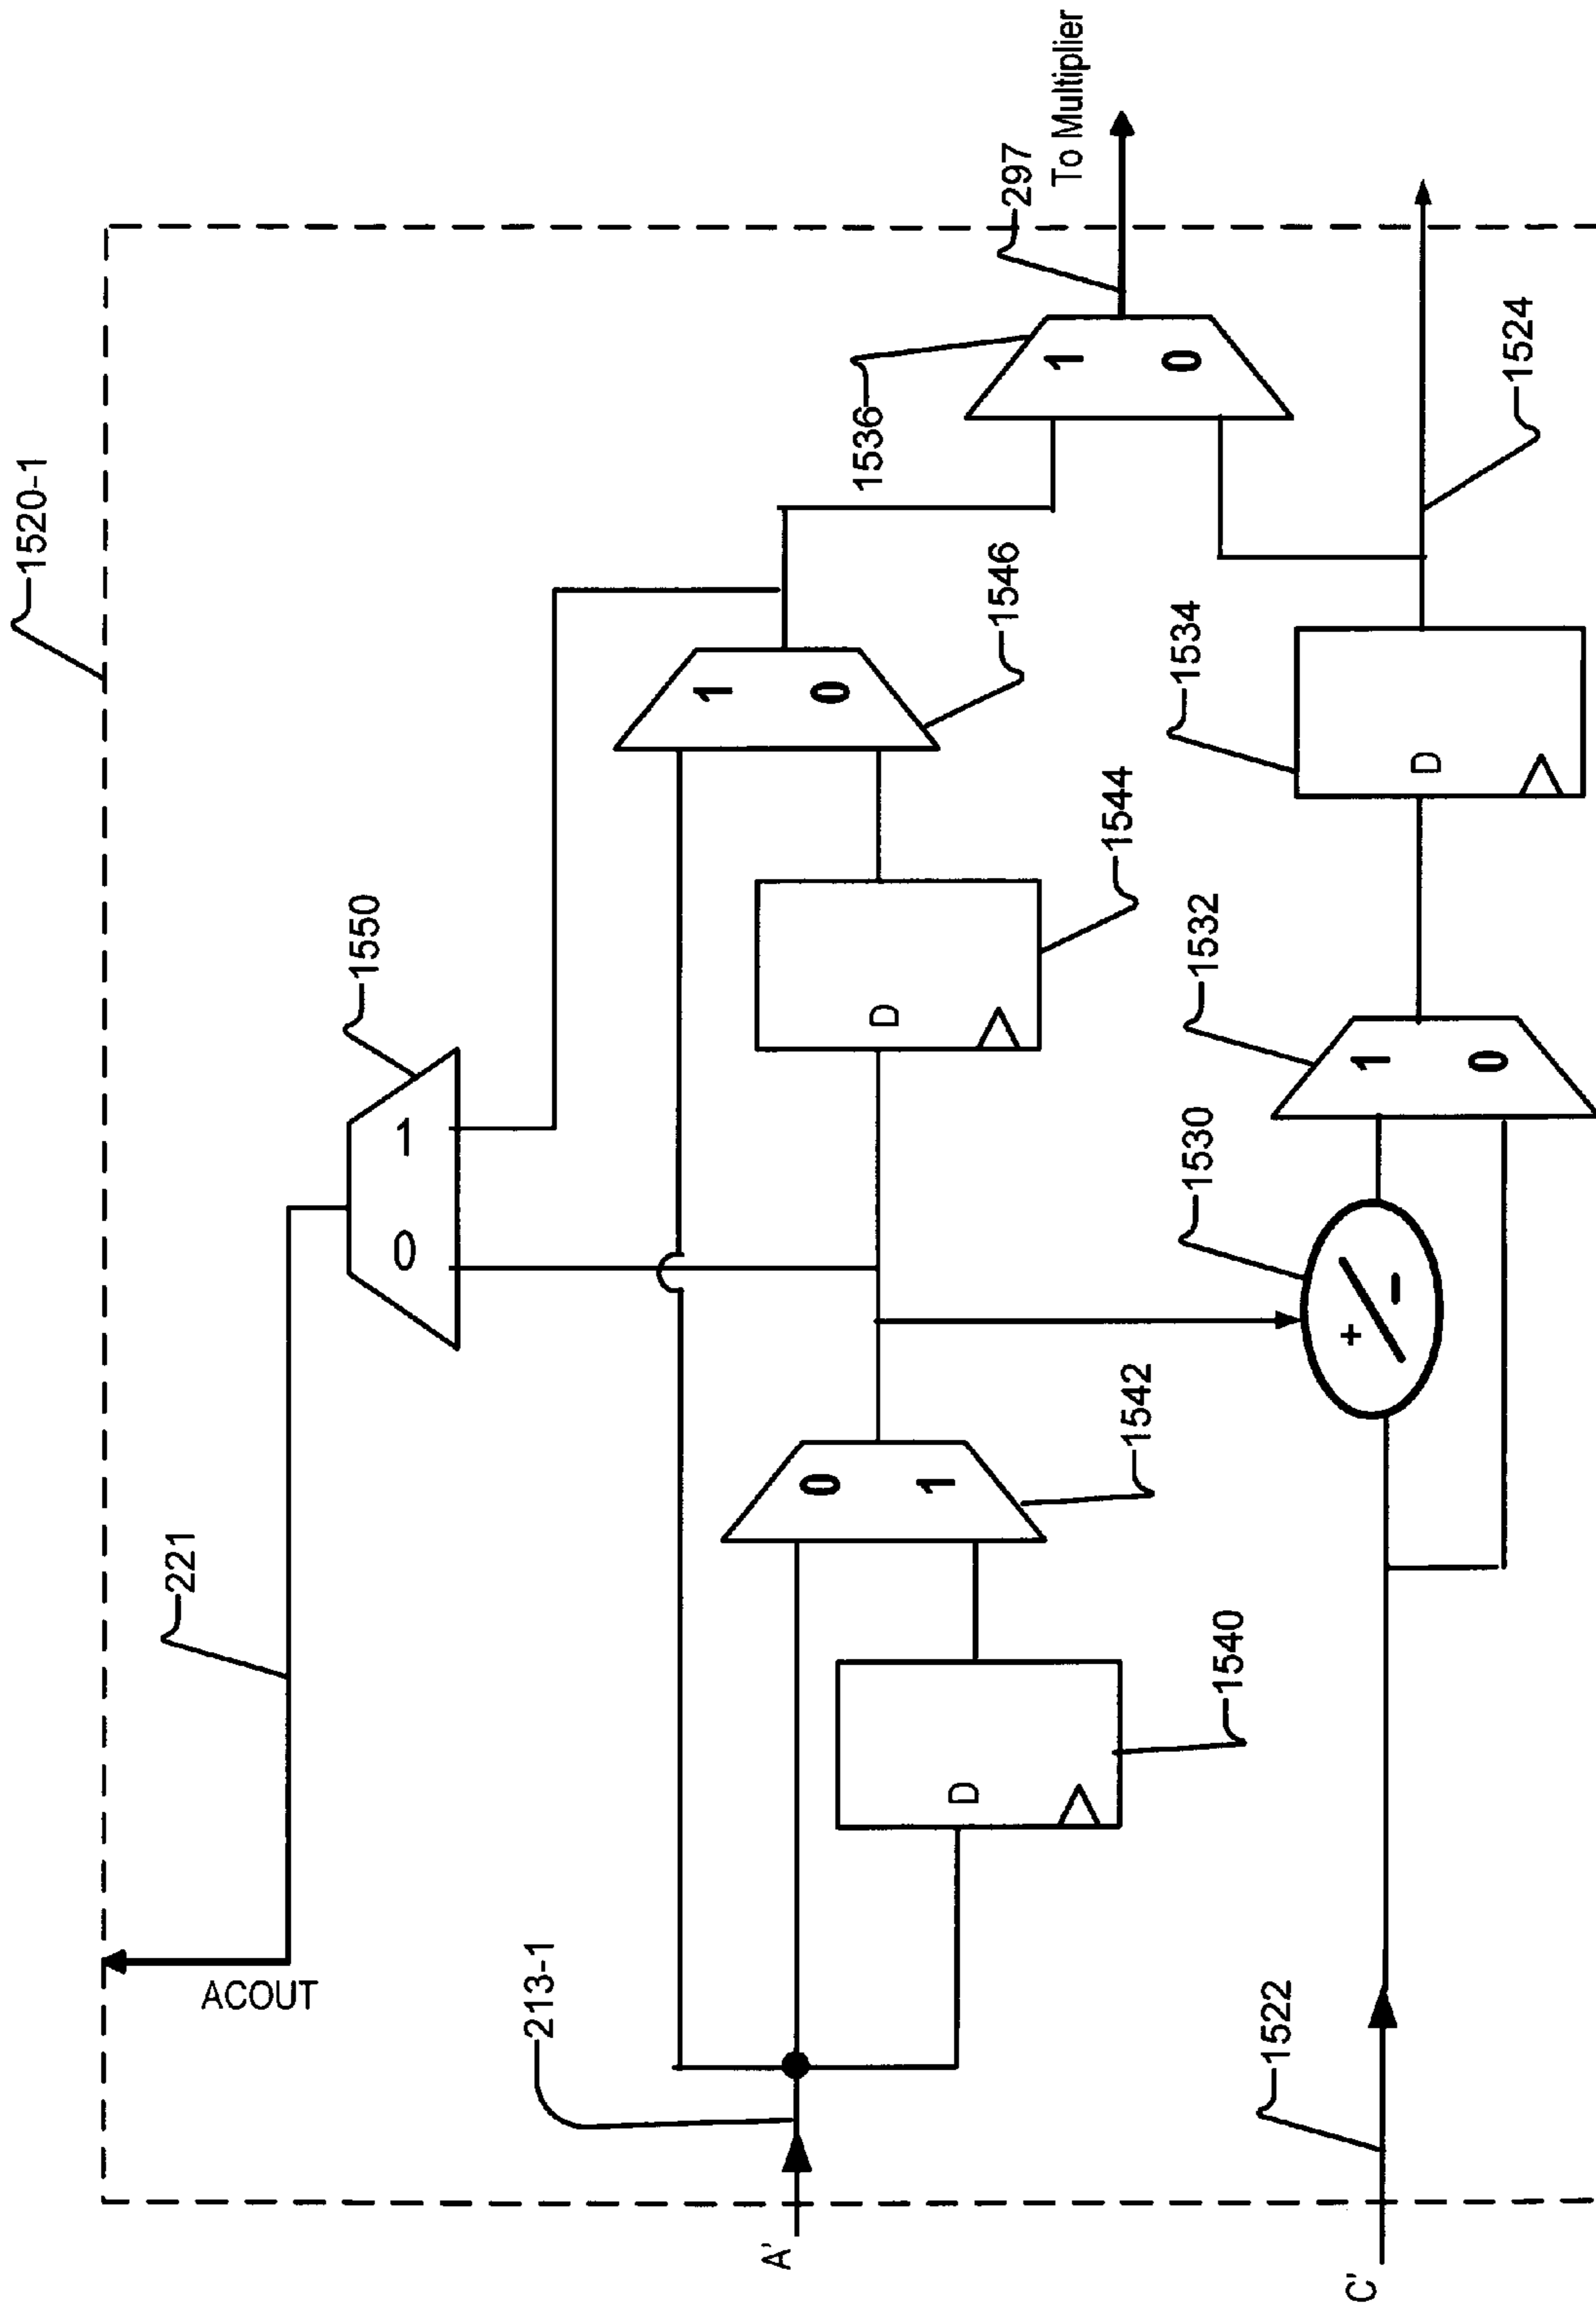 1520-1
To Multiplier
297
1536
1 0
1524
1546
1 0
1534
D
1550
0 1
1544
D
1532
1 0
1530
+ / −
221
1542
0 1
ACOUT
213-1
1540
D
1522
A'
C'